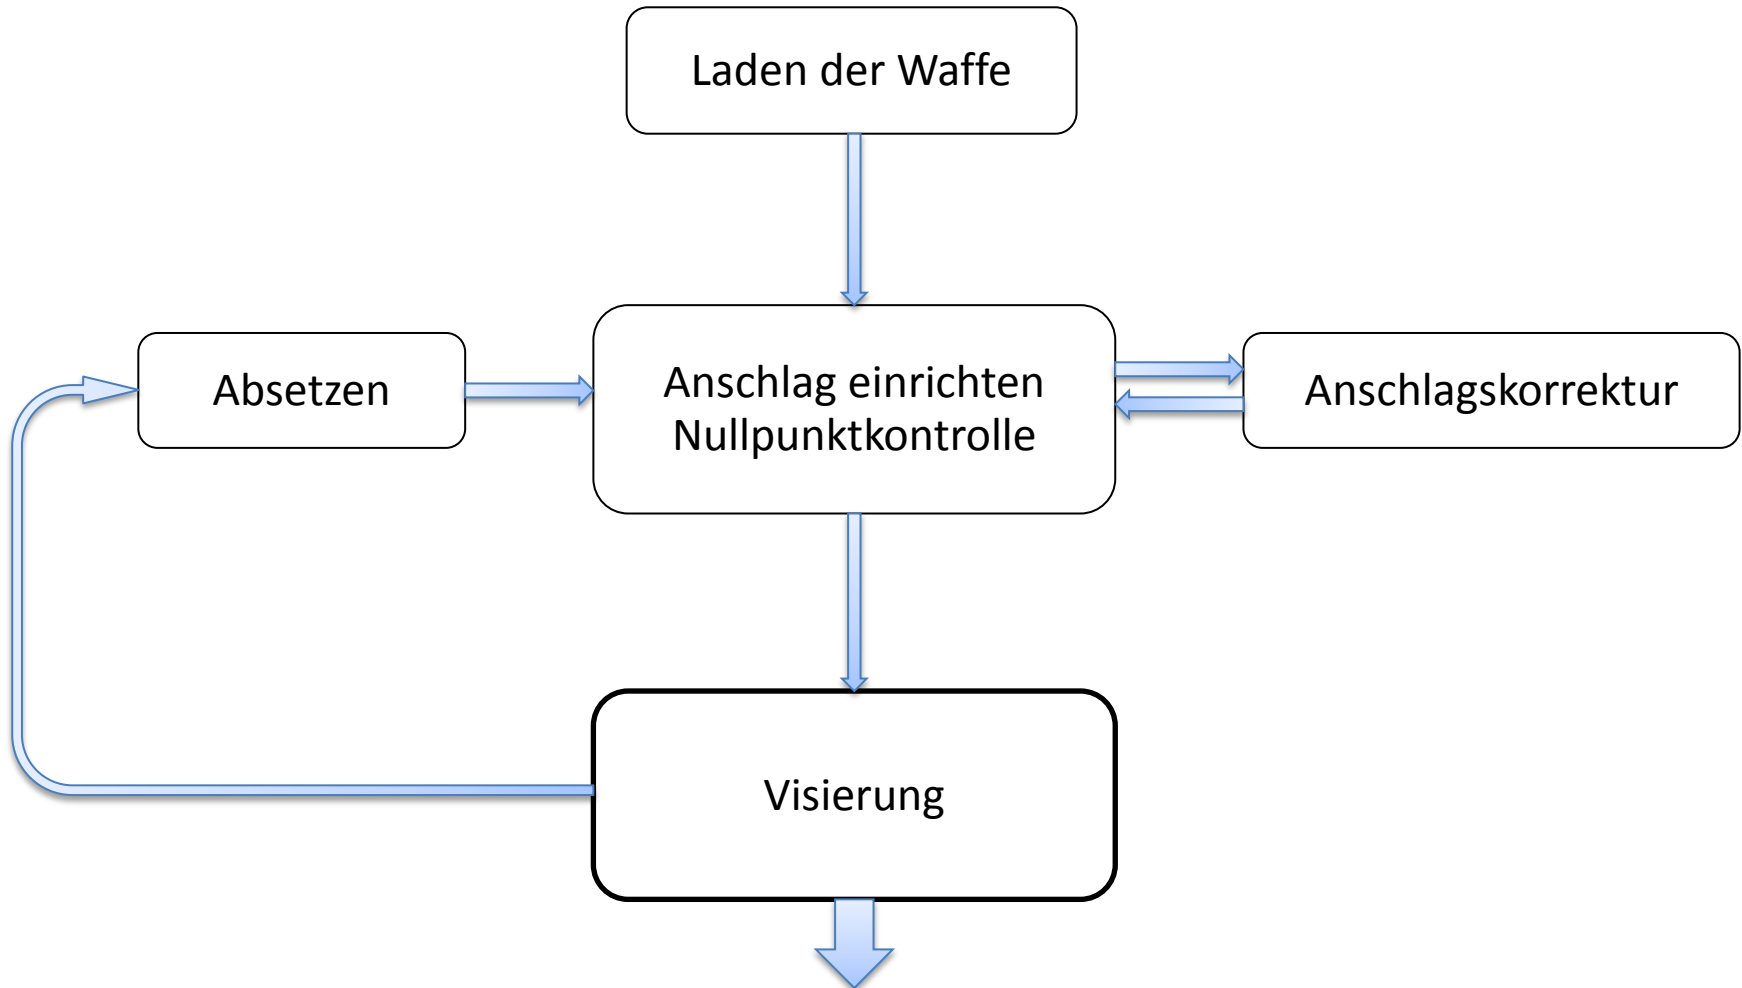 Laden der Waffe
Absetzen
Anschlag einrichten
Nullpunktkontrolle
Anschlagskorrektur
Visierung